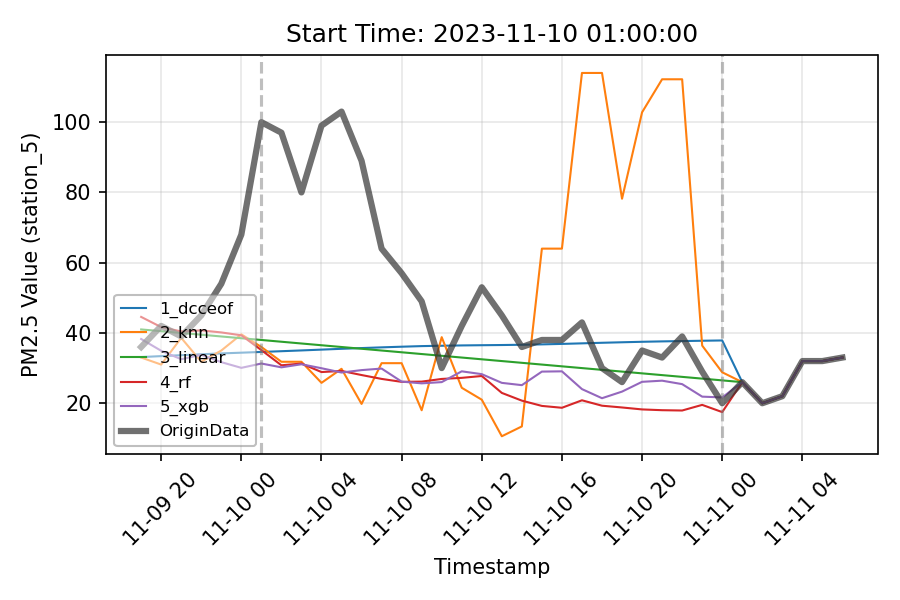 Start Time: 2023-11-10 01:00:00
PM2.5 Value (station_5)
100
80
60
40
20
1_dcceof
2_knn
3_linear
4_rf
5_xgb
OriginData
11-09 20
11-10 00
11-10 04
11-10 08
11-10 12
11-10 16
11-10 20
11-11 00
11-11 04
Timestamp